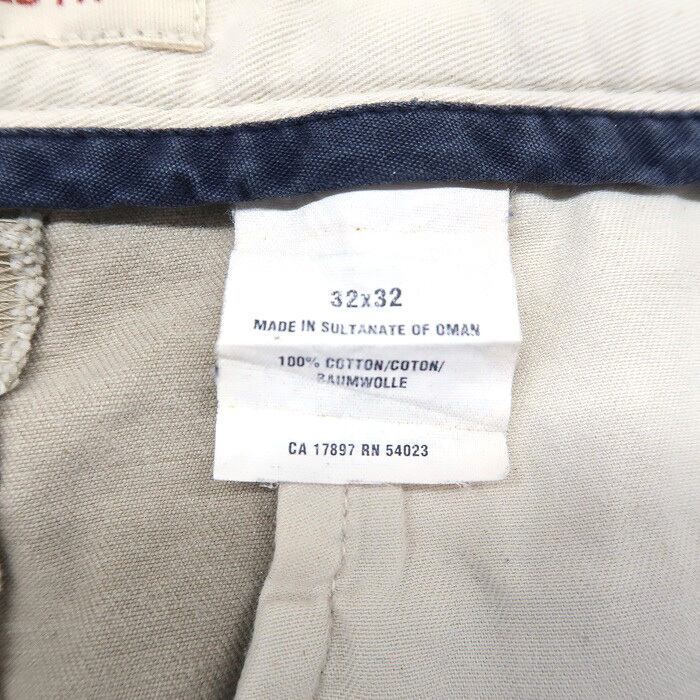 32x32
MADE IN SULTANATE OF OMAN
100% COTTON/COTON/
BAUMWOLLE
CA 17897 RN 54023